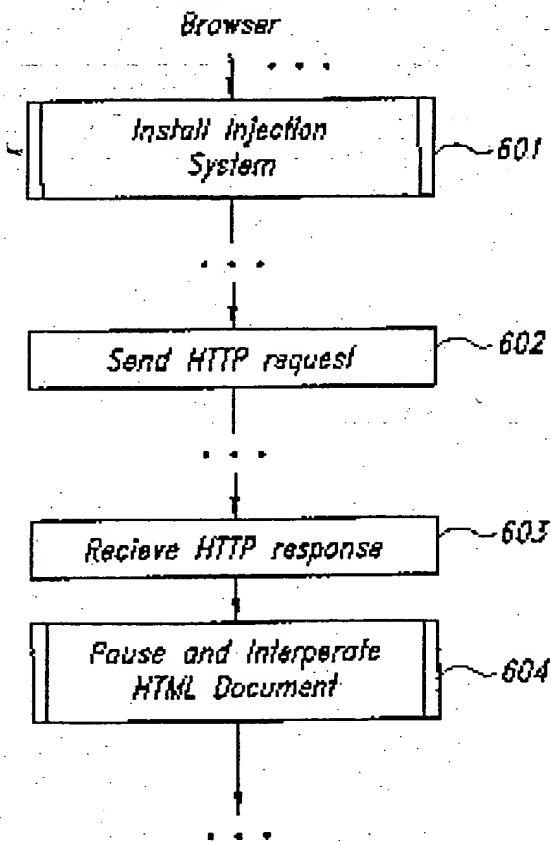 Browser
Install Injection
System
601
Send HTTP request
602
Recieve HTTP response
603
Pause and Interperate
HTML Document
604